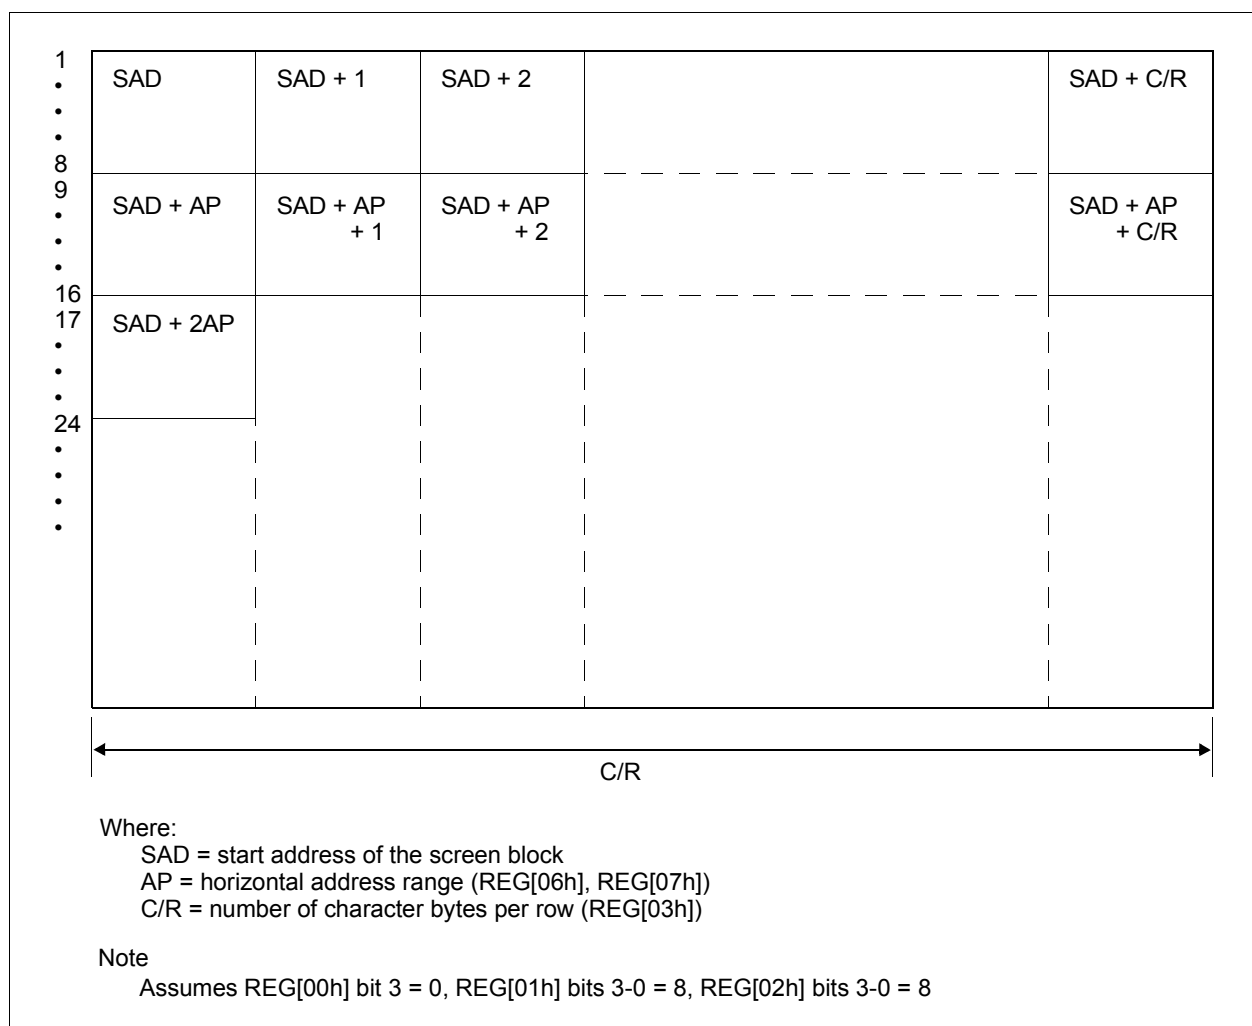 1
•
•
•
8
SAD
SAD + 1
SAD + 2
SAD + C/R
9
•
•
•
16
SAD + AP
SAD + AP
+ 1
SAD + AP
+ 2
SAD + AP
+ C/R
17
•
•
•
24
SAD + 2AP
•
•
•
•
C/R
Where:
SAD = start address of the screen block
AP = horizontal address range (REG[06h], REG[07h])
C/R = number of character bytes per row (REG[03h])
Note
Assumes REG[00h] bit 3 = 0, REG[01h] bits 3-0 = 8, REG[02h] bits 3-0 = 8